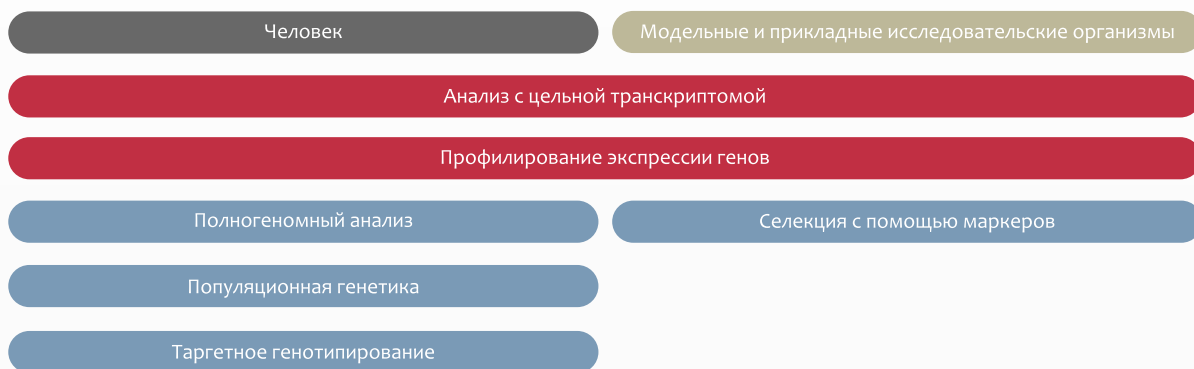 Человек
Модельные и прикладные исследовательские организмы
Анализ с цельной транскриптомой
Профилирование экспрессии генов
Полногеномный анализ
Селекция с помощью маркеров
Популяционная генетика
Таргетное генотипирование